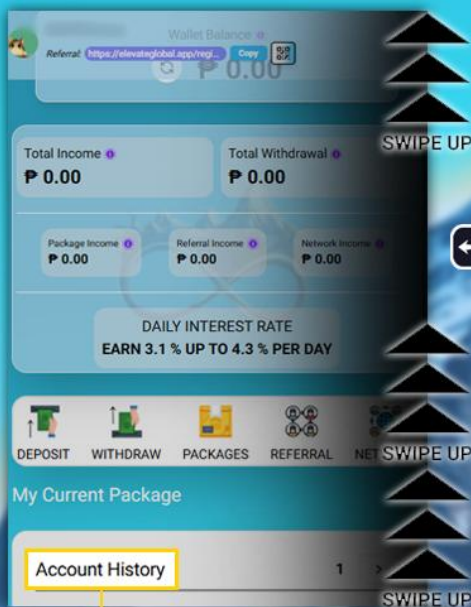 Wallet Balance
Referral: https://elevateglobal.app/regi... Copy
₱ 0.00
SWIPE UP
Total Income
₱ 0.00
Total Withdrawal
₱ 0.00
Package Income
₱ 0.00
Referral Income
₱ 0.00
Network Income
₱ 0.00
DAILY INTEREST RATE
EARN 3.1 % UP TO 4.3 % PER DAY
DEPOSIT WITHDRAW PACKAGES REFERRAL NET
SWIPE UP
My Current Package
Account History 1 >
SWIPE UP